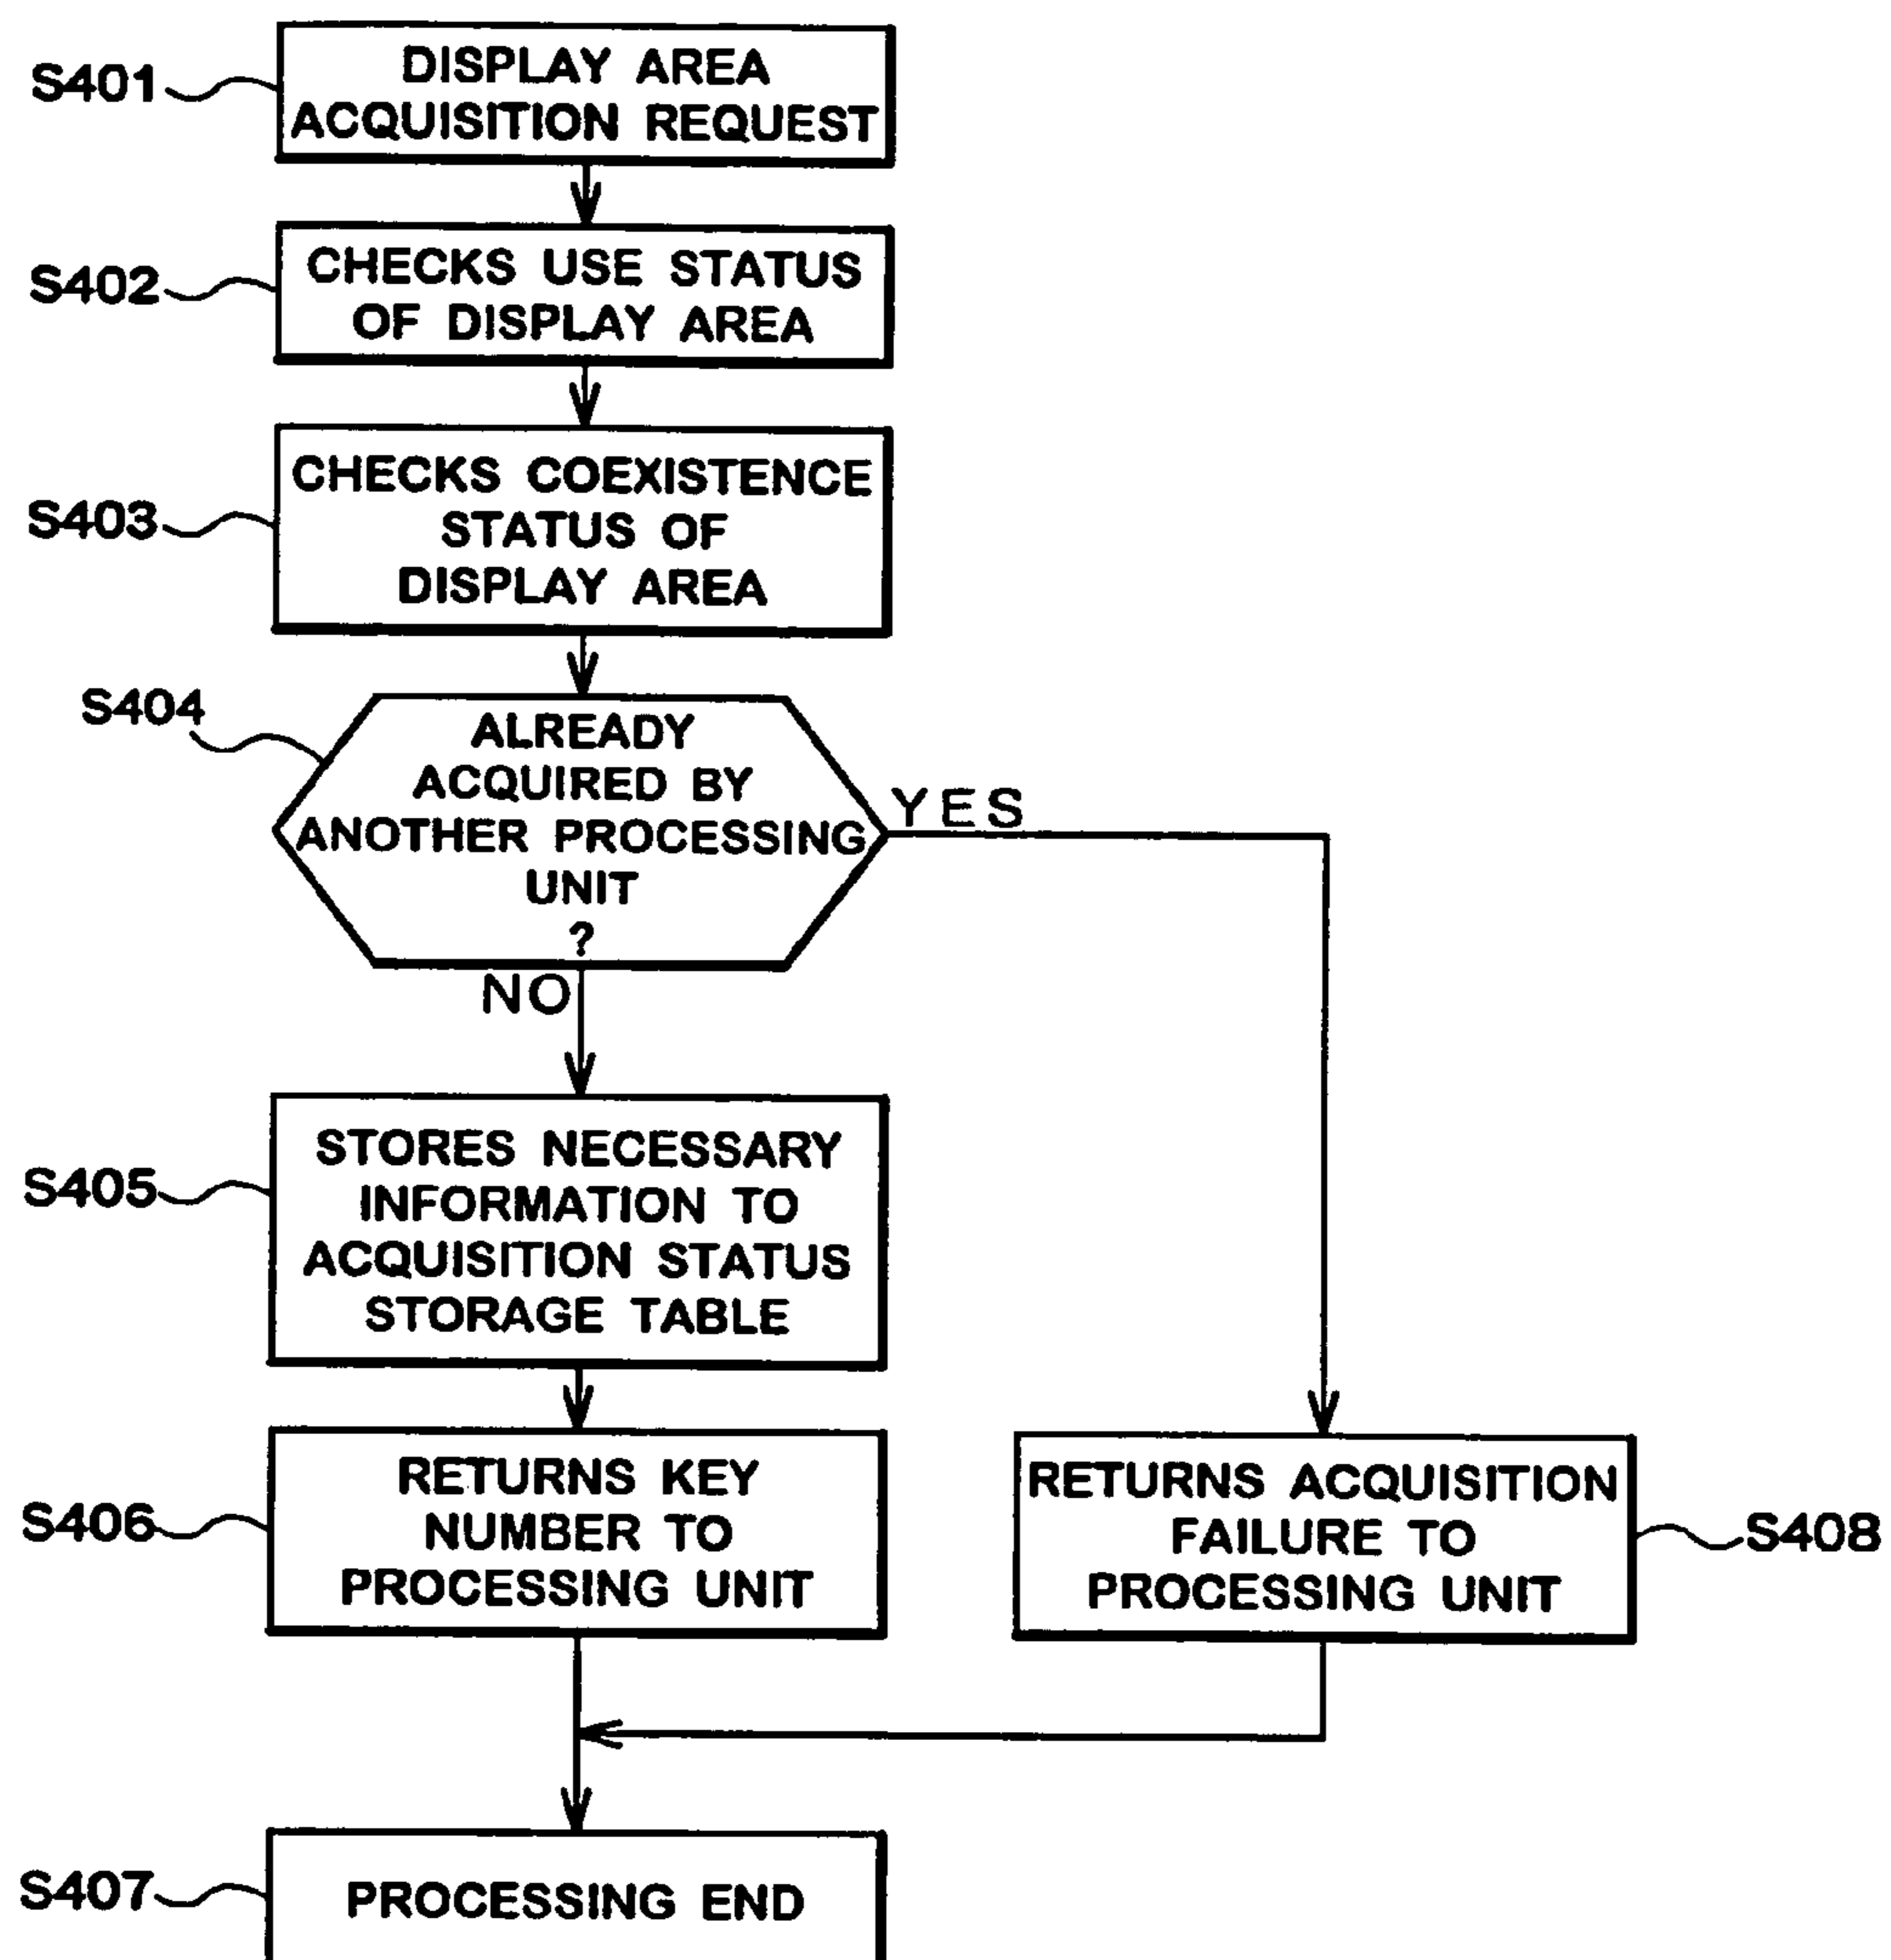 S401
DISPLAY AREA
ACQUISITION REQUEST
S402
CHECKS USE STATUS
OF DISPLAY AREA
S403
CHECKS COEXISTENCE
STATUS OF
DISPLAY AREA
S404
ALREADY
ACQUIRED BY
ANOTHER PROCESSING
UNIT
?
YES
NO
S405
STORES NECESSARY
INFORMATION TO
ACQUISITION STATUS
STORAGE TABLE
S406
RETURNS KEY
NUMBER TO
PROCESSING UNIT
RETURNS ACQUISITION
FAILURE TO
PROCESSING UNIT
S408
S407
PROCESSING END